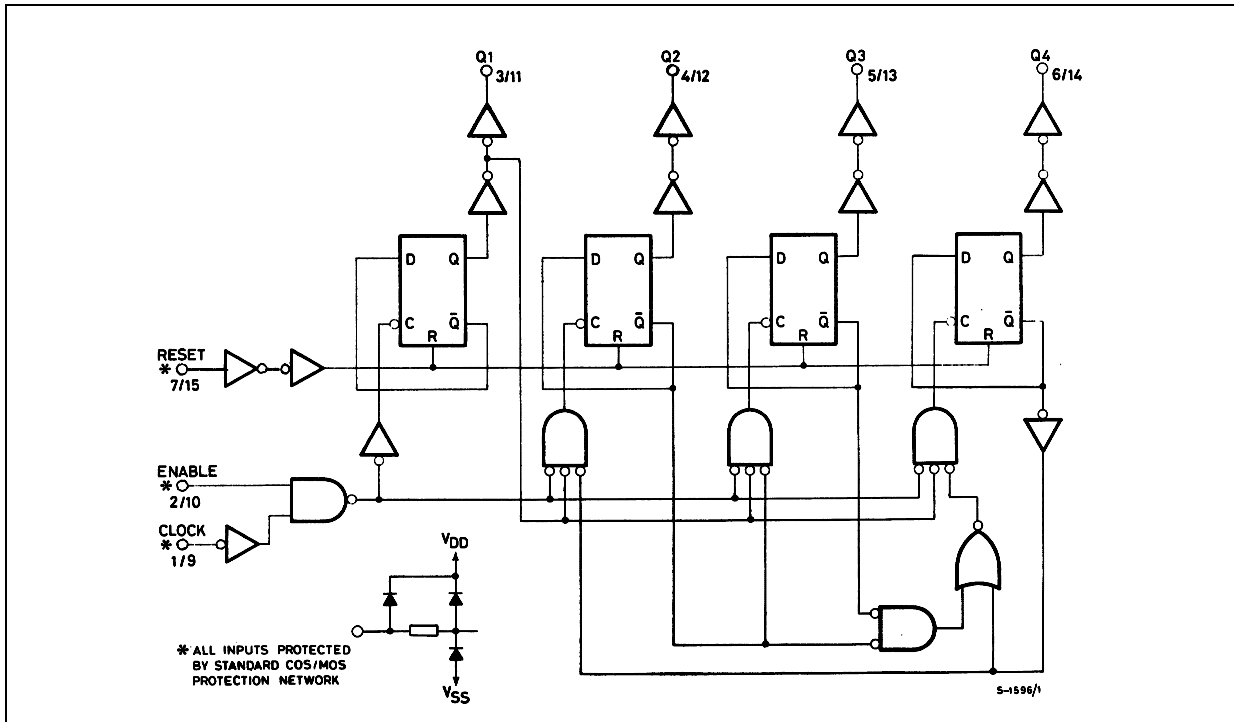 Q1 Q2 Q3 Q4
3/11 4/12 5/13 6/14
D Q D Q D Q D Q
C Q̅ C Q̅ C Q̅ C Q̅
R R R R
RESET
* 7/15
ENABLE
* 2/10
CLOCK
* 1/9
VDD
* ALL INPUTS PROTECTED
BY STANDARD COS/MOS
PROTECTION NETWORK
VSS
S-1596/1